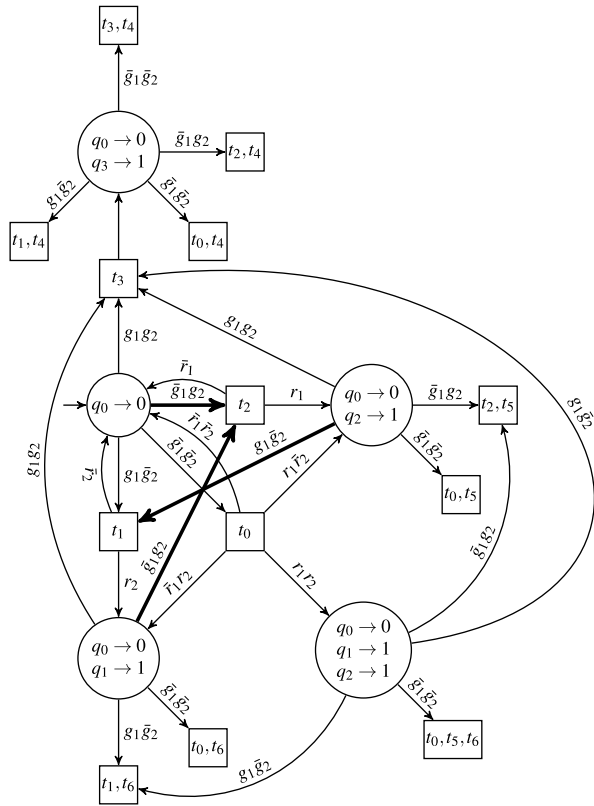 t₃, t₄
ḡ₁ḡ₂
q₀ → 0
q₃ → 1
ḡ₁g₂
t₂, t₄
g₁ḡ₂
ḡ₁ḡ₂
t₁, t₄
t₀, t₄
t₃
g₁g₂
g₁g₂
g₁ḡ₂
g₁g₂
r̄₁
q₀ → 0
ḡ₁g₂
t₂
r₁
q₀ → 0
q₂ → 1
ḡ₁g₂
t₂, t₅
r̄₁r̄₂
ḡ₁ḡ₂
g₁ḡ₂
ḡ₁ḡ₂
r̄₂
g₁ḡ₂
r₁r̄₂
t₀, t₅
t₁
t₀
ḡ₁g₂
ḡ₁g₂
r₂
r̄₁r₂
r₁r₂
q₀ → 0
q₁ → 1
q₀ → 0
q₁ → 1
q₂ → 1
ḡ₁ḡ₂
ḡ₁ḡ₂
g₁ḡ₂
t₀, t₆
t₀, t₅, t₆
g₁ḡ₂
t₁, t₆